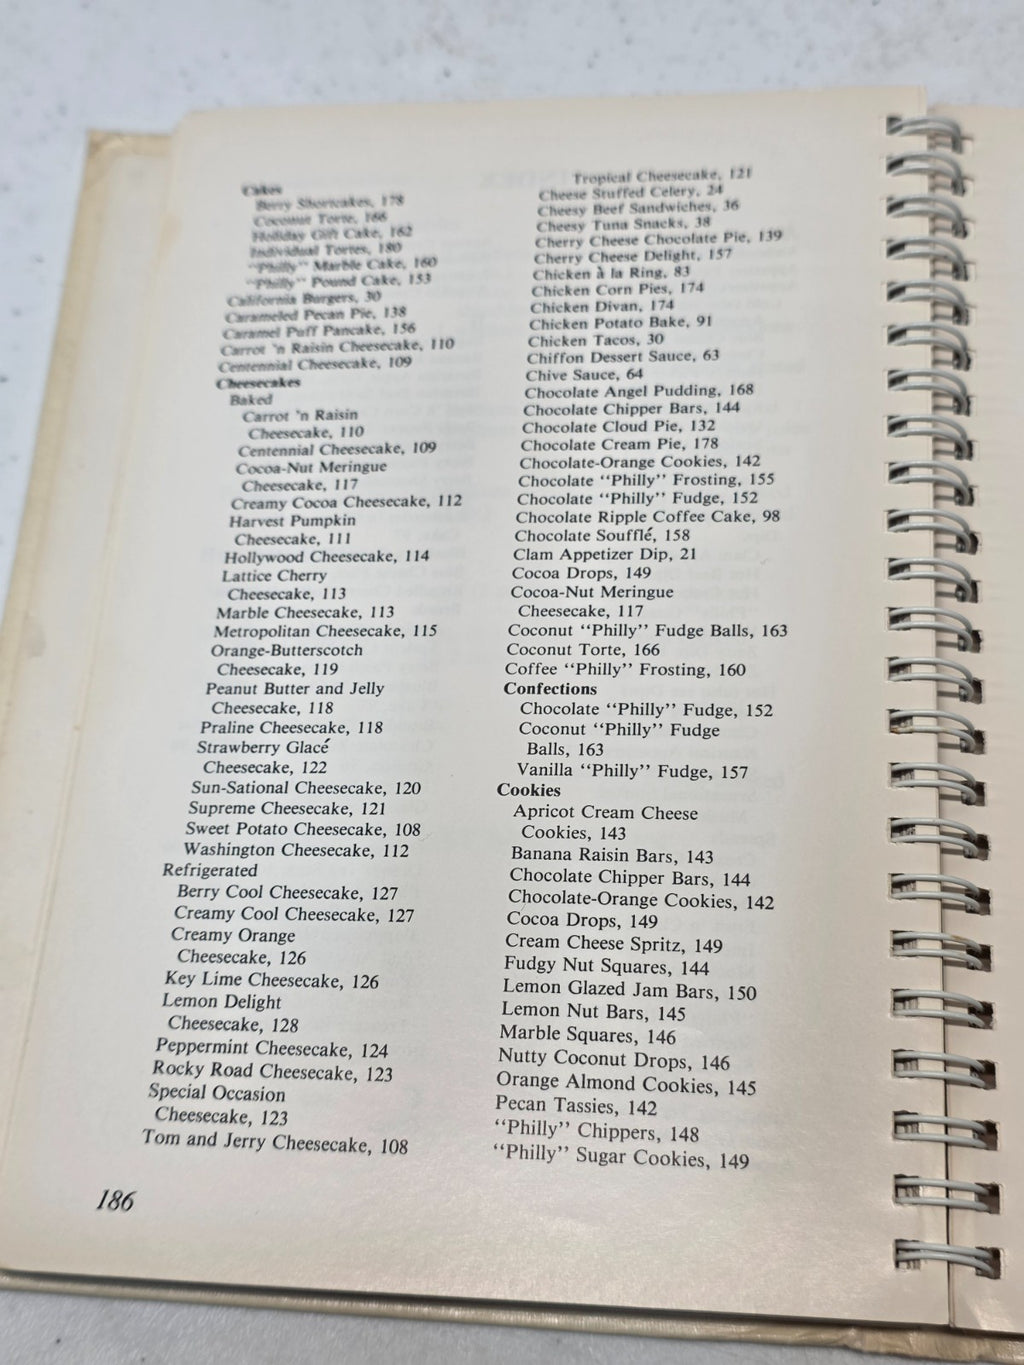 Cakes
Berry Shortcakes, 178
Coconut Torte, 166
Holiday Gift Cake, 162
Individual Tortes, 180
"Philly" Marble Cake, 160
"Philly" Pound Cake, 153
California Burgers, 30
Carameled Pecan Pie, 138
Caramel Puff Pancake, 156
Carrot 'n Raisin Cheesecake, 110
Centennial Cheesecake, 109
Cheesecakes
Baked
Carrot 'n Raisin
Cheesecake, 110
Centennial Cheesecake, 109
Cocoa-Nut Meringue
Cheesecake, 117
Creamy Cocoa Cheesecake, 112
Harvest Pumpkin
Cheesecake, 111
Hollywood Cheesecake, 114
Lattice Cherry
Cheesecake, 113
Marble Cheesecake, 113
Metropolitan Cheesecake, 115
Orange-Butterscotch
Cheesecake, 119
Peanut Butter and Jelly
Cheesecake, 118
Praline Cheesecake, 118
Strawberry Glacé
Cheesecake, 122
Sun-Sational Cheesecake, 120
Supreme Cheesecake, 121
Sweet Potato Cheesecake, 108
Washington Cheesecake, 112
Refrigerated
Berry Cool Cheesecake, 127
Creamy Cool Cheesecake, 127
Creamy Orange
Cheesecake, 126
Key Lime Cheesecake, 126
Lemon Delight
Cheesecake, 128
Peppermint Cheesecake, 124
Rocky Road Cheesecake, 123
Special Occasion
Cheesecake, 123
Tom and Jerry Cheesecake, 108
Tropical Cheesecake, 121
Cheese Stuffed Celery, 24
Cheesy Beef Sandwiches, 36
Cheesy Tuna Snacks, 38
Cherry Cheese Chocolate Pie, 139
Cherry Cheese Delight, 157
Chicken à la Ring, 83
Chicken Corn Pies, 174
Chicken Divan, 174
Chicken Potato Bake, 91
Chicken Tacos, 30
Chiffon Dessert Sauce, 63
Chive Sauce, 64
Chocolate Angel Pudding, 168
Chocolate Chipper Bars, 144
Chocolate Cloud Pie, 132
Chocolate Cream Pie, 178
Chocolate-Orange Cookies, 142
Chocolate "Philly" Frosting, 155
Chocolate "Philly" Fudge, 152
Chocolate Ripple Coffee Cake, 98
Chocolate Soufflé, 158
Clam Appetizer Dip, 21
Cocoa Drops, 149
Cocoa-Nut Meringue
Cheesecake, 117
Coconut "Philly" Fudge Balls, 163
Coconut Torte, 166
Coffee "Philly" Frosting, 160
Confections
Chocolate "Philly" Fudge, 152
Coconut "Philly" Fudge
Balls, 163
Vanilla "Philly" Fudge, 157
Cookies
Apricot Cream Cheese
Cookies, 143
Banana Raisin Bars, 143
Chocolate Chipper Bars, 144
Chocolate-Orange Cookies, 142
Cocoa Drops, 149
Cream Cheese Spritz, 149
Fudgy Nut Squares, 144
Lemon Glazed Jam Bars, 150
Lemon Nut Bars, 145
Marble Squares, 146
Nutty Coconut Drops, 146
Orange Almond Cookies, 145
Pecan Tassies, 142
"Philly" Chippers, 148
"Philly" Sugar Cookies, 149
186